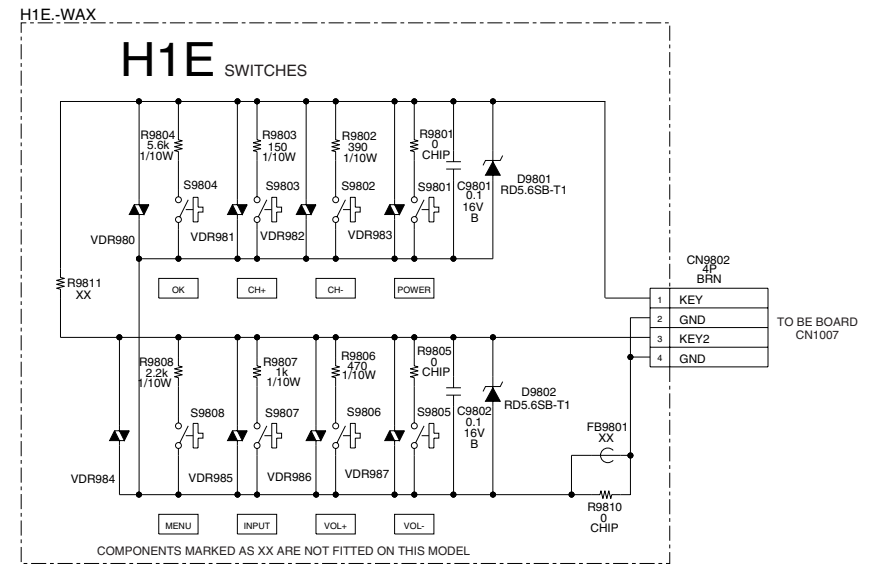 H1E.-WAX
H1E SWITCHES
R9804
5.6k
1/10W
R9803
150
1/10W
R9802
390
1/10W
R9801
0
CHIP
S9804
S9803
S9802
S9801
C9801
0.1
16V
B
D9801
RD5.6SB-T1
VDR980
VDR981
VDR982
VDR983
R9811
XX
OK
CH+
CH-
POWER
CN9802
4P
BRN
1 KEY
2 GND
3 KEY2
4 GND
TO BE BOARD
CN1007
R9808
2.2k
1/10W
R9807
1k
1/10W
R9806
470
1/10W
R9805
0
CHIP
S9808
S9807
S9806
S9805
C9802
0.1
16V
B
D9802
RD5.6SB-T1
FB9801
XX
VDR984
VDR985
VDR986
VDR987
R9810
0
CHIP
MENU
INPUT
VOL+
VOL-
COMPONENTS MARKED AS XX ARE NOT FITTED ON THIS MODEL